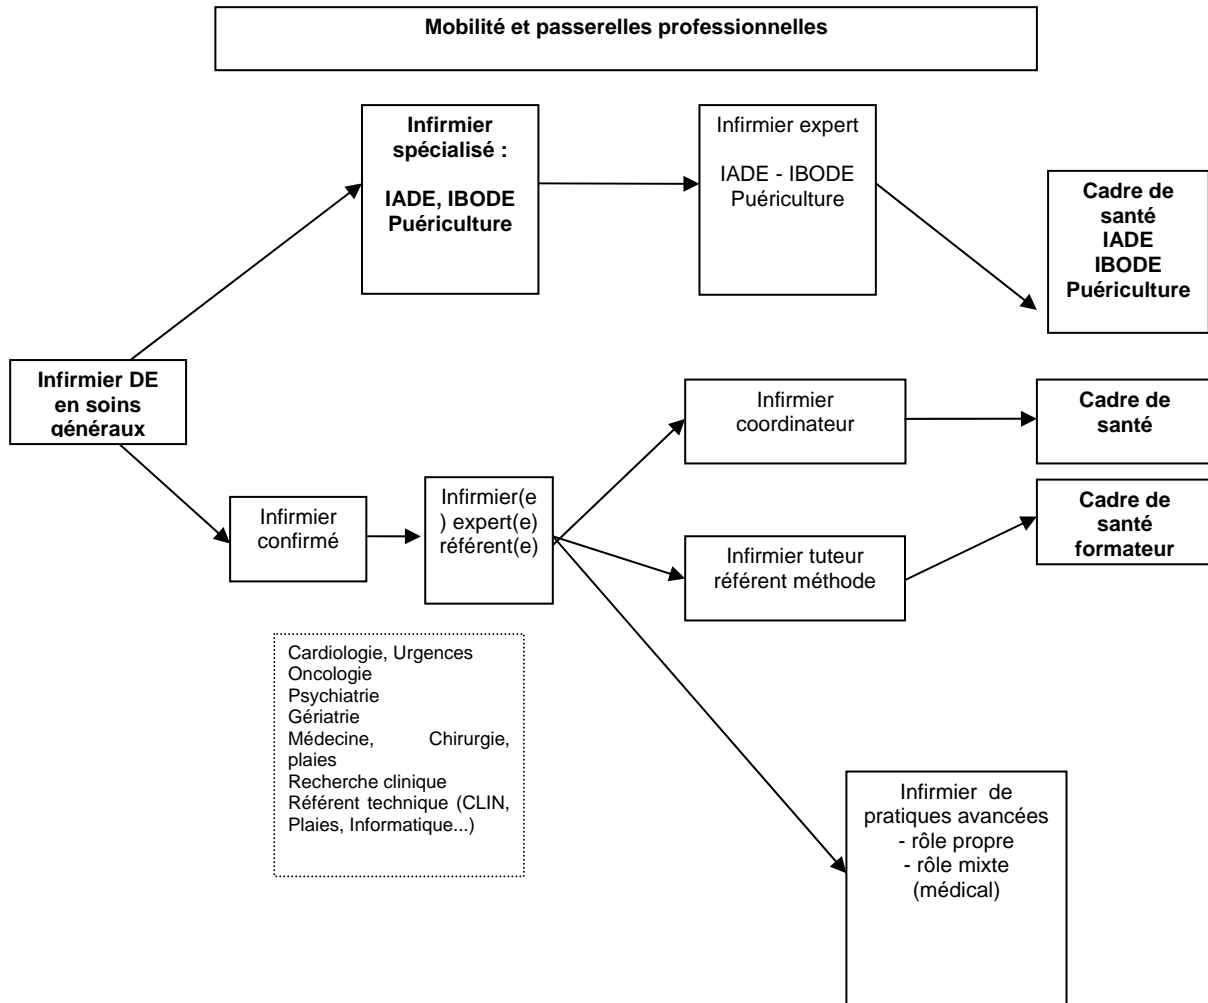 Mobilité et passerelles professionnelles
Infirmier
spécialisé :
IADE, IBODE
Puériculture
Infirmier expert
IADE - IBODE
Puériculture
Cadre de
santé
IADE
IBODE
Puériculture
Infirmier DE
en soins
généraux
Infirmier
coordinateur
Cadre de
santé
Infirmier
confirmé
Infirmier(e
) expert(e)
référent(e)
Infirmier tuteur
référent méthode
Cadre de
santé
formateur
Cardiologie, Urgences
Oncologie
Psychiatrie
Gériatrie
Médecine, Chirurgie,
plaies
Recherche clinique
Référent technique (CLIN,
Plaies, Informatique...)
Infirmier de
pratiques avancées
- rôle propre
- rôle mixte
(médical)